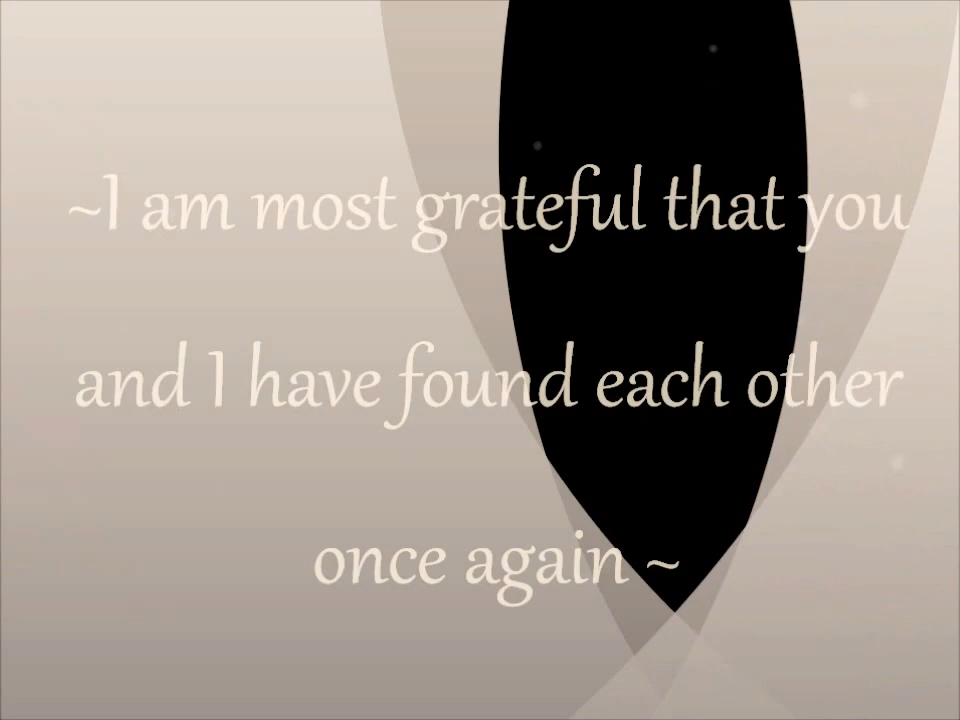 ~I am most grateful that you
and I have found each other
once again ~